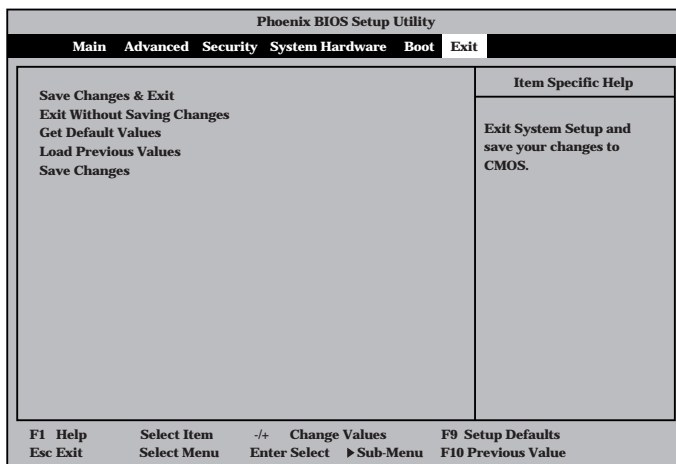 Phoenix BIOS Setup Utility
Main Advanced Security System Hardware Boot Exit
Save Changes & Exit
Exit Without Saving Changes
Get Default Values
Load Previous Values
Save Changes
Item Specific Help
Exit System Setup and
save your changes to
CMOS.
F1 Help Select Item -/+ Change Values F9 Setup Defaults
Esc Exit Select Menu Enter Select ▶Sub-Menu F10 Previous Value